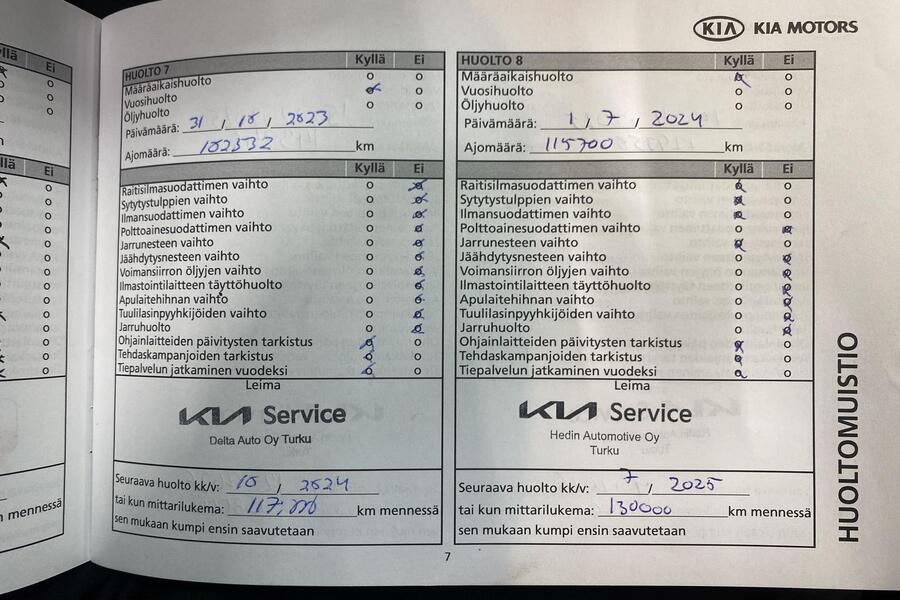 KIA KIA MOTORS
Ei
HUOLTO 7 Kyllä Ei
Määräaikaishuolto o o
Vuosihuolto o o
Öljyhuolto o o
Päivämäärä: 31 / 10 / 2023
Ajomäärä: 102532 km
Kyllä Ei
Raitisilmasuodattimen vaihto o o
Sytytystulppien vaihto o o
Ilmansuodattimen vaihto o o
Polttoainesuodattimen vaihto o o
Jarrunesteen vaihto o o
Jäähdytysnesteen vaihto o o
Voimansiirron öljyjen vaihto o o
Ilmastointilaitteen täyttöhuolto o o
Apulaitehihnan vaihto o o
Tuulilasinpyyhkijöiden vaihto o o
Jarruhuolto o o
Ohjainlaitteiden päivitysten tarkistus o o
Tehdaskampanjoiden tarkistus o o
Tiepalvelun jatkaminen vuodeksi o o
Leima
KIA Service
Delta Auto Oy Turku
Seuraava huolto kk/v: 10 / 2024
tai kun mittarilukema: 117,000 km mennessä
sen mukaan kumpi ensin saavutetaan
HUOLTO 8 Kyllä Ei
Määräaikaishuolto o o
Vuosihuolto o o
Öljyhuolto o o
Päivämäärä: 1 / 7 / 2024
Ajomäärä: 115700 km
Kyllä Ei
Raitisilmasuodattimen vaihto o o
Sytytystulppien vaihto o o
Ilmansuodattimen vaihto o o
Polttoainesuodattimen vaihto o o
Jarrunesteen vaihto o o
Jäähdytysnesteen vaihto o o
Voimansiirron öljyjen vaihto o o
Ilmastointilaitteen täyttöhuolto o o
Apulaitehihnan vaihto o o
Tuulilasinpyyhkijöiden vaihto o o
Jarruhuolto o o
Ohjainlaitteiden päivitysten tarkistus o o
Tehdaskampanjoiden tarkistus o o
Tiepalvelun jatkaminen vuodeksi o o
Leima
KIA Service
Hedin Automotive Oy
Turku
Seuraava huolto kk/v: 7 / 2025
tai kun mittarilukema: 130000 km mennessä
sen mukaan kumpi ensin saavutetaan
HUOLTOMUISTIO
7
Ei
mennessä